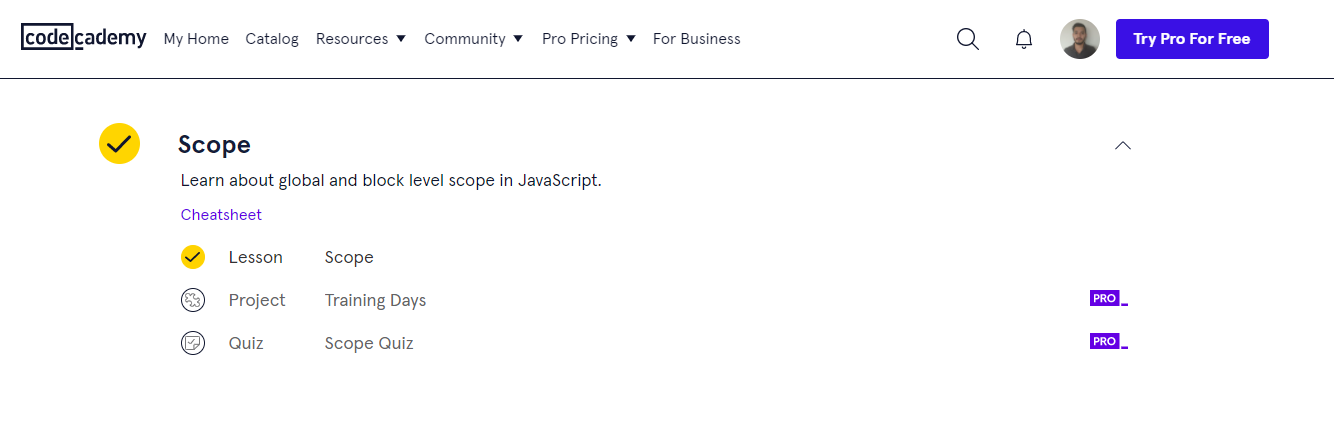 codecademy My Home Catalog Resources Community Pro Pricing For Business Try Pro For Free
Scope
Learn about global and block level scope in JavaScript.
Cheatsheet
Lesson Scope
Project Training Days PRO
Quiz Scope Quiz PRO